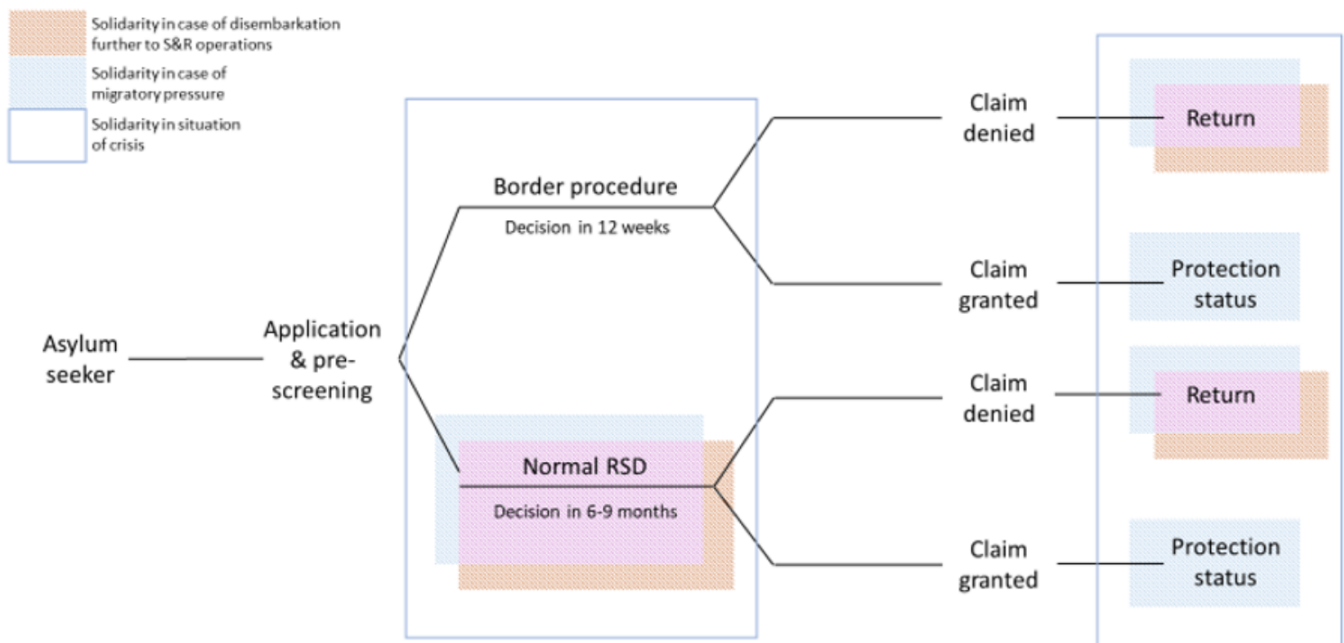 Solidarity in case of disembarkation
further to S&R operations
Solidarity in case of
migratory pressure
Solidarity in situation
of crisis
Asylum
seeker
Application
& pre-
screening
Border procedure
Decision in 12 weeks
Normal RSD
Decision in 6-9 months
Claim
denied
Return
Claim
granted
Protection
status
Claim
denied
Return
Claim
granted
Protection
status